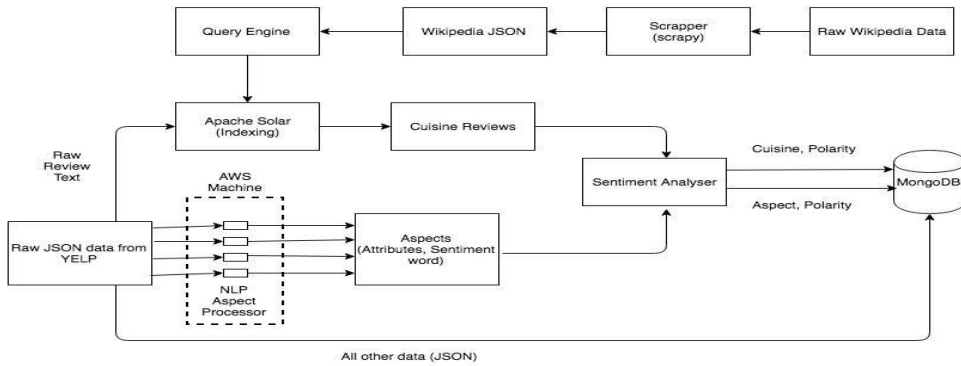 Query Engine
Wikipedia JSON
Scrapper
(scrapy)
Raw Wikipedia Data
Apache Solar
(Indexing)
Cuisine Reviews
Raw
Review
Text
AWS
Machine
Sentiment Analyser
Cuisine, Polarity
Aspect, Polarity
MongoDB
Raw JSON data from
YELP
Aspects
(Attributes, Sentiment
word)
NLP
Aspect
Processor
All other data (JSON)